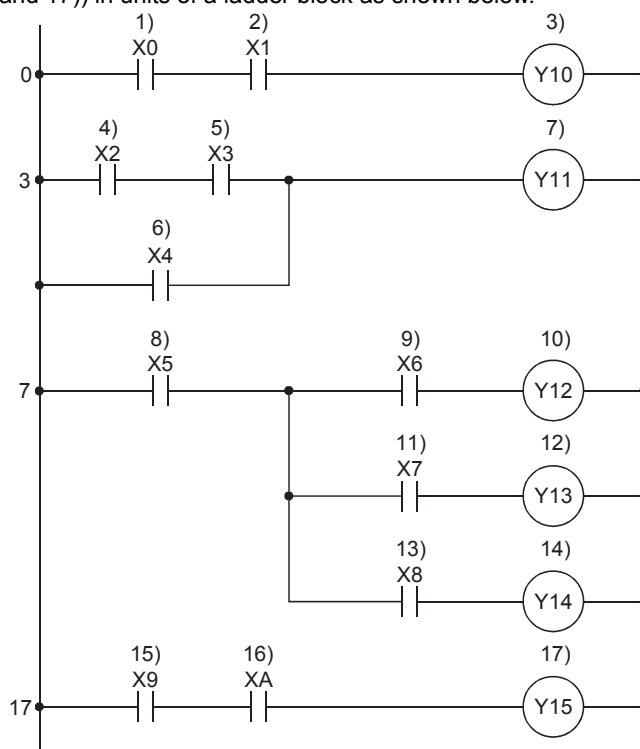 and 17)) in units of a ladder block as shown below.
1) 2) 3)
X0 X1
0 Y10
4) 5) 7)
X2 X3
3 Y11
6)
X4
8) 9) 10)
X5 X6
7 Y12
11) 12)
X7
Y13
13) 14)
X8
Y14
15) 16) 17)
X9 XA
17 Y15